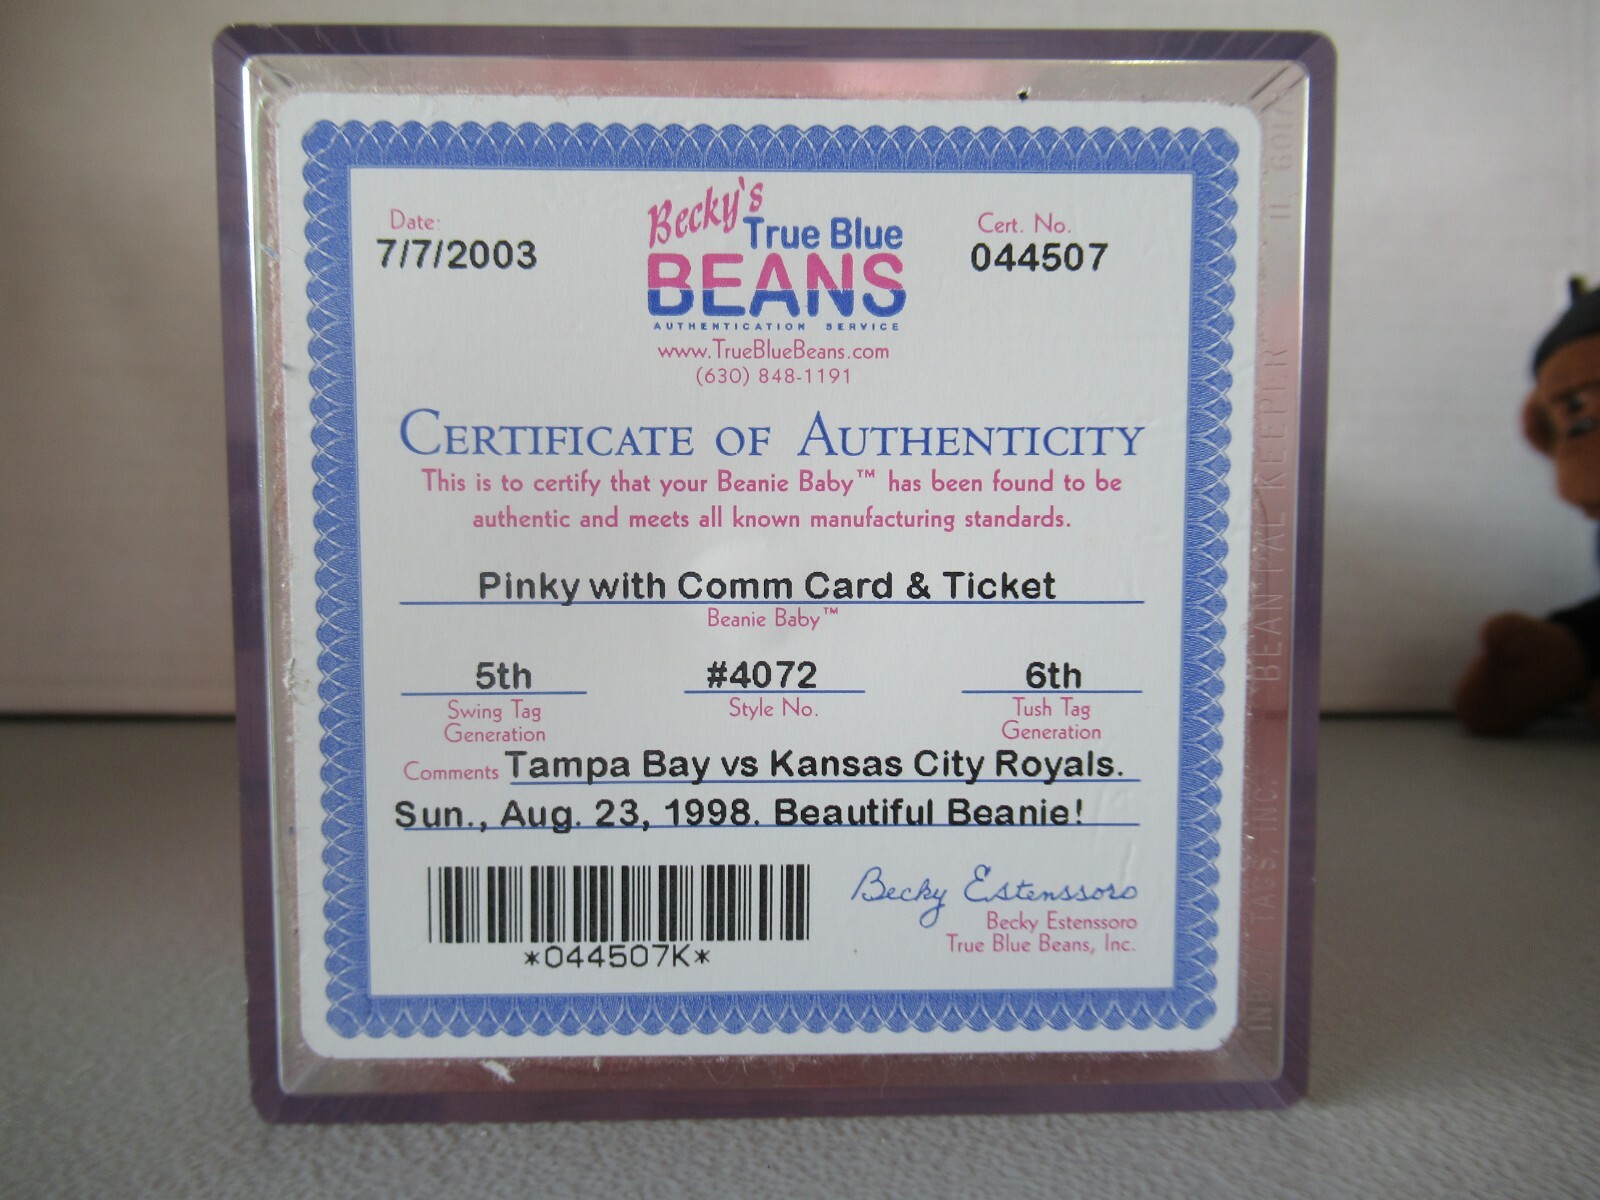 Date:
7/7/2003
Becky's
True Blue
BEANS
AUTHENTICATION SERVICE
www.TrueBlueBeans.com
(630) 848-1191
Cert. No.
044507
CERTIFICATE OF AUTHENTICITY
This is to certify that your Beanie Baby™ has been found to be
authentic and meets all known manufacturing standards.
Pinky with Comm Card & Ticket
Beanie Baby™
5th
Swing Tag
Generation
#4072
Style No.
6th
Tush Tag
Generation
Comments Tampa Bay vs Kansas City Royals.
Sun., Aug. 23, 1998. Beautiful Beanie!
*044507K*
Becky Estenssoro
Becky Estenssoro
True Blue Beans, Inc.
TAGS, INC.
KEEPER